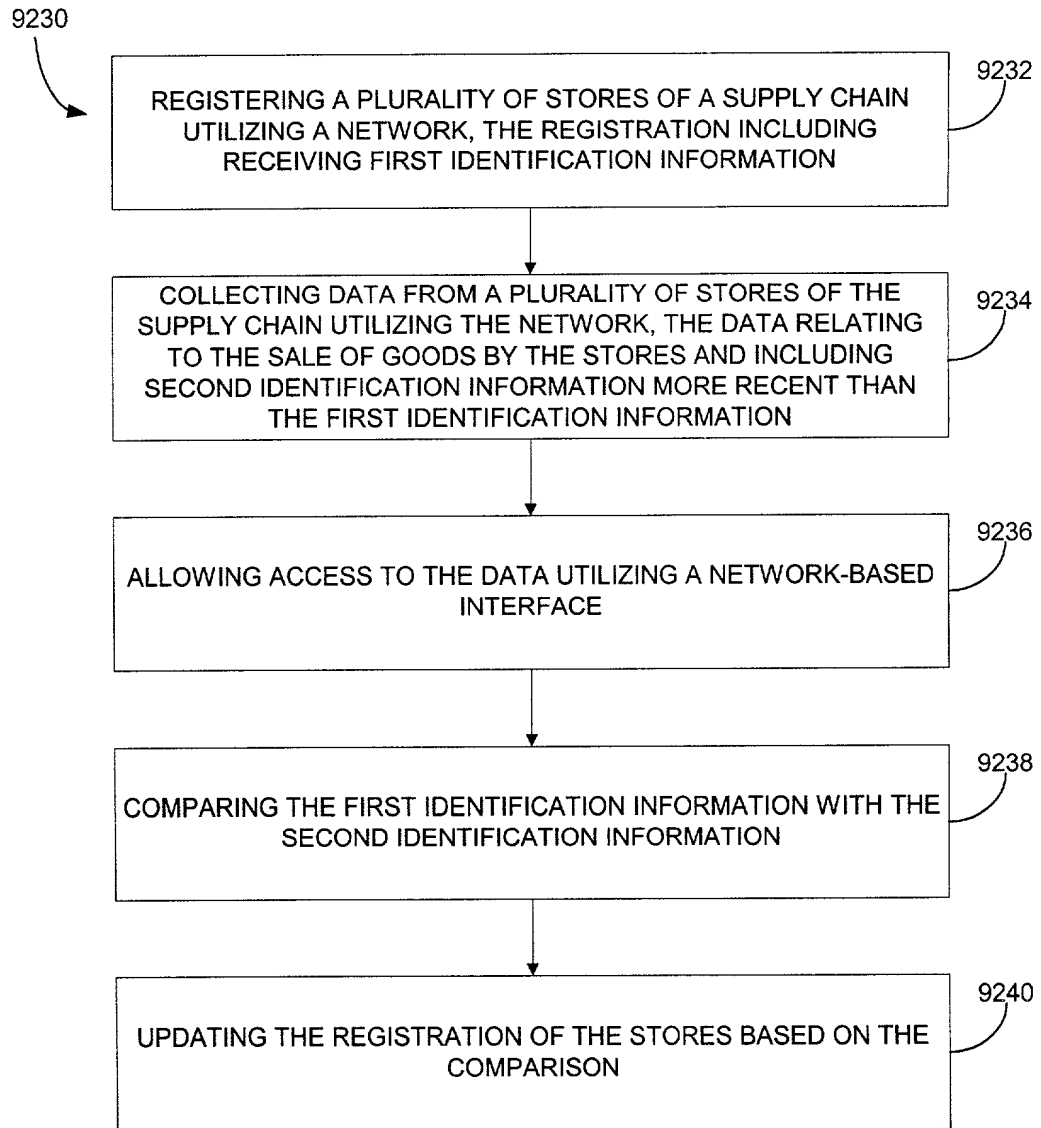 9230
9232
REGISTERING A PLURALITY OF STORES OF A SUPPLY CHAIN
UTILIZING A NETWORK, THE REGISTRATION INCLUDING
RECEIVING FIRST IDENTIFICATION INFORMATION
9234
COLLECTING DATA FROM A PLURALITY OF STORES OF THE
SUPPLY CHAIN UTILIZING THE NETWORK, THE DATA RELATING
TO THE SALE OF GOODS BY THE STORES AND INCLUDING
SECOND IDENTIFICATION INFORMATION MORE RECENT THAN
THE FIRST IDENTIFICATION INFORMATION
9236
ALLOWING ACCESS TO THE DATA UTILIZING A NETWORK-BASED
INTERFACE
9238
COMPARING THE FIRST IDENTIFICATION INFORMATION WITH THE
SECOND IDENTIFICATION INFORMATION
9240
UPDATING THE REGISTRATION OF THE STORES BASED ON THE
COMPARISON